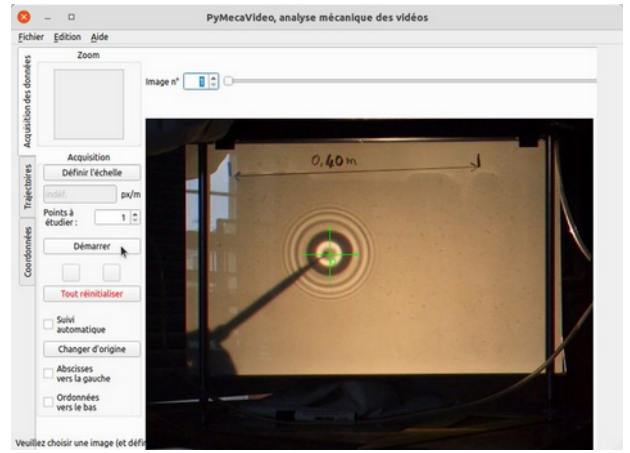 PyMecaVideo, analyse mécanique des vidéos
Fichier Edition Aide
Acquisition des données
Trajectoires
Coordonnées
Zoom
Image n° 1
Acquisition
Définir l'échelle
indéf. px/m
Points à
étudier : 1
Démarrer
Tout réinitialiser
Suivi
automatique
Changer d'origine
Abscisses
vers la gauche
Ordonnées
vers le bas
0,40m
Veuillez choisir une image (et défin